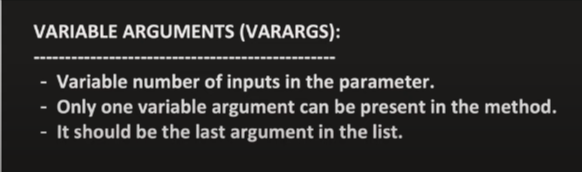 VARIABLE ARGUMENTS (VARARGS):
------------------------------------------------
- Variable number of inputs in the parameter.
- Only one variable argument can be present in the method.
- It should be the last argument in the list.